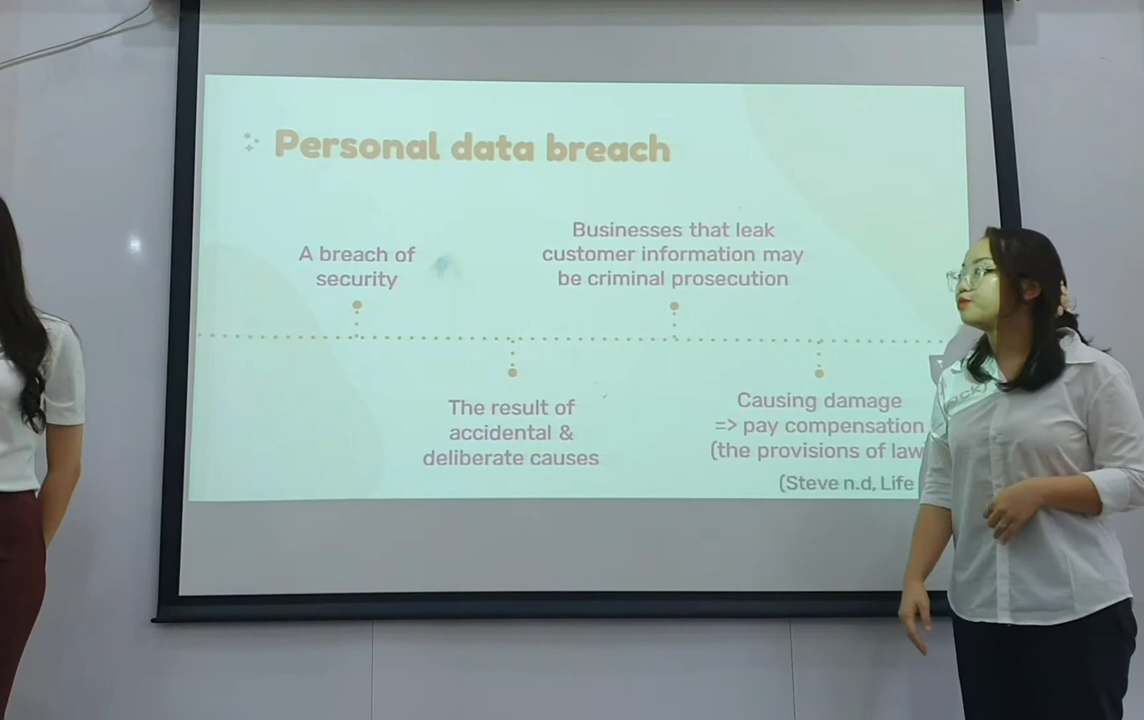 Personal data breach
A breach of
security
Businesses that leak
customer information may
be criminal prosecution
The result of
accidental &
deliberate causes
Causing damage
=> pay compensation
(the provisions of law
(Steve n.d, Life